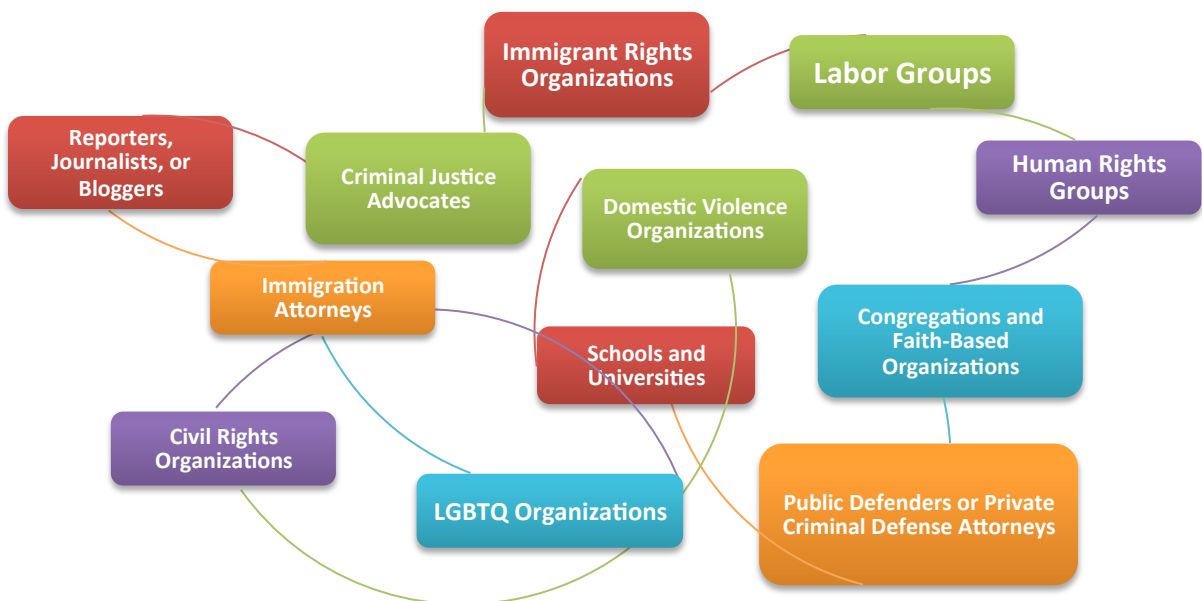 Immigrant Rights
Organizations
Labor Groups
Reporters,
Journalists, or
Bloggers
Criminal Justice
Advocates
Human Rights
Groups
Domestic Violence
Organizations
Immigration
Attorneys
Congregations and
Faith-Based
Organizations
Schools and
Universities
Civil Rights
Organizations
LGBTQ Organizations
Public Defenders or Private
Criminal Defense Attorneys